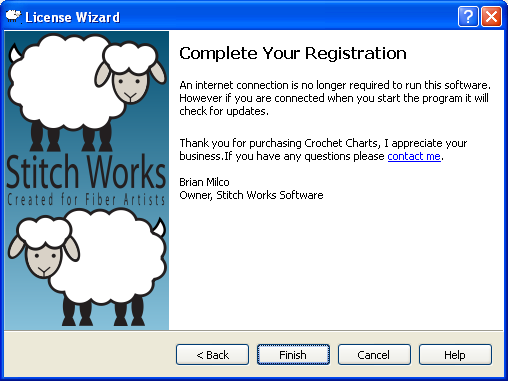 License Wizard
Complete Your Registration
An internet connection is no longer required to run this software.
However if you are connected when you start the program it will
check for updates.
Thank you for purchasing Crochet Charts, I appreciate your
business.If you have any questions please contact me.
Brian Milco
Owner, Stitch Works Software
Stitch Works
Created for Fiber Artists
< Back
Finish
Cancel
Help